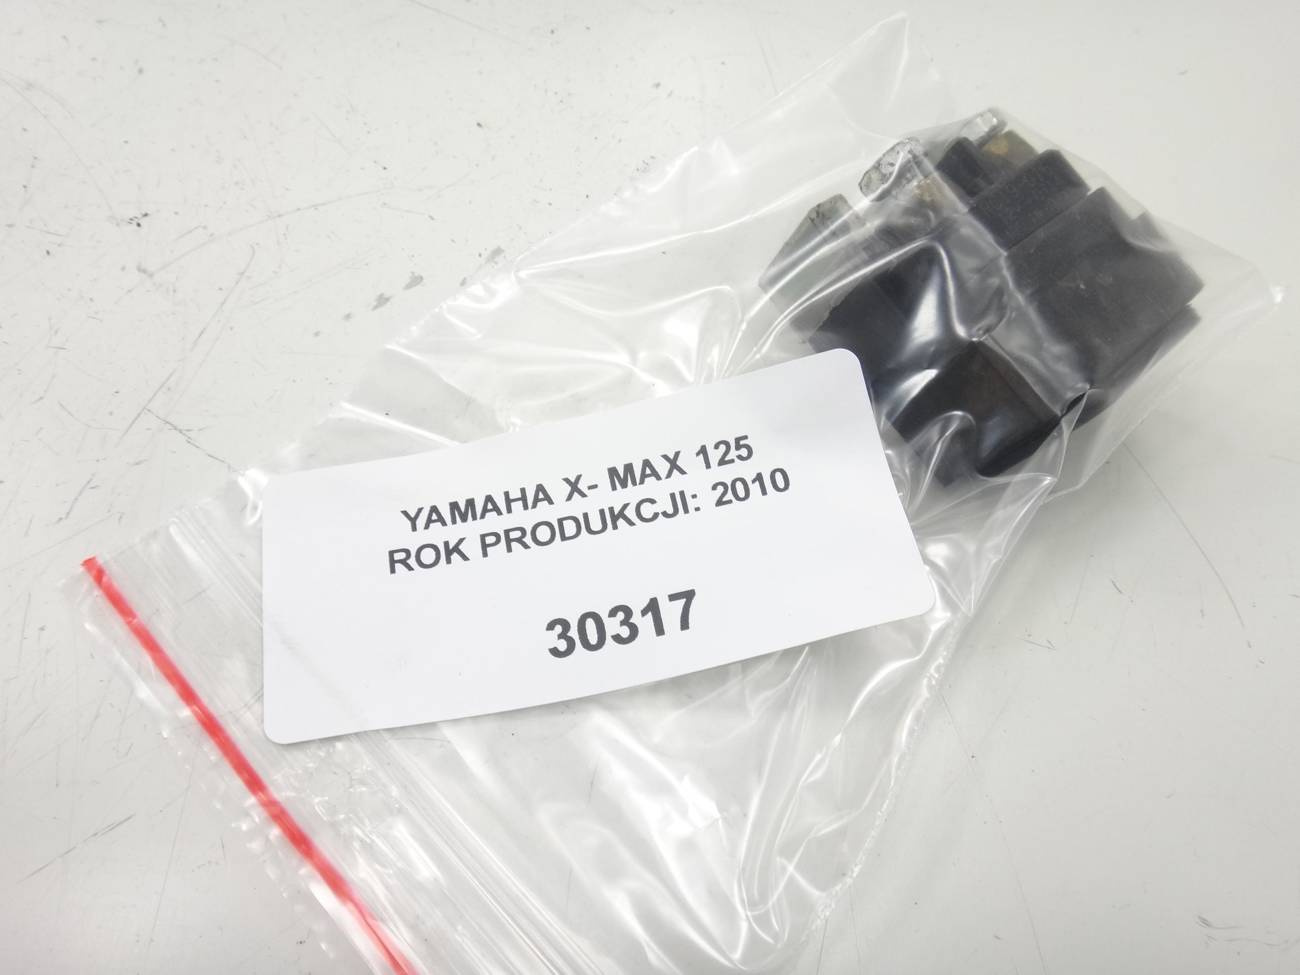 YAMAHA X- MAX 125
ROK PRODUKCJI: 2010
30317